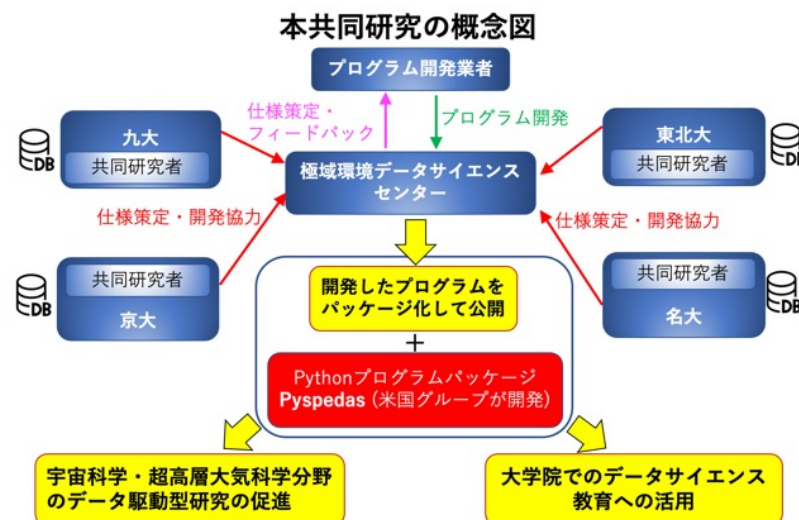 本共同研究の概念図
プログラム開発業者
仕様策定・
フィードバック
プログラム開発
九大
共同研究者
DB
東北大
共同研究者
極域環境データサイエンス
センター
仕様策定・開発協力
仕様策定・開発協力
共同研究者
京大
DB
共同研究者
名大
DB
開発したプログラムを
パッケージ化して公開
+
Pythonプログラムパッケージ
Pyspedas (米国グループが開発)
宇宙科学・超高層大気科学分野
のデータ駆動型研究の促進
大学院でのデータサイエンス
教育への活用